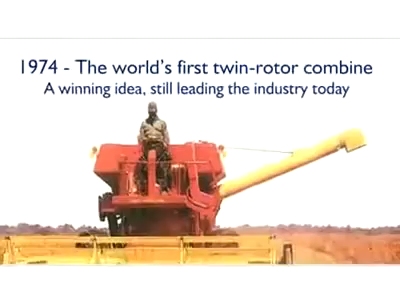 1974 - The world's first twin-rotor combine
A winning idea, still leading the industry today